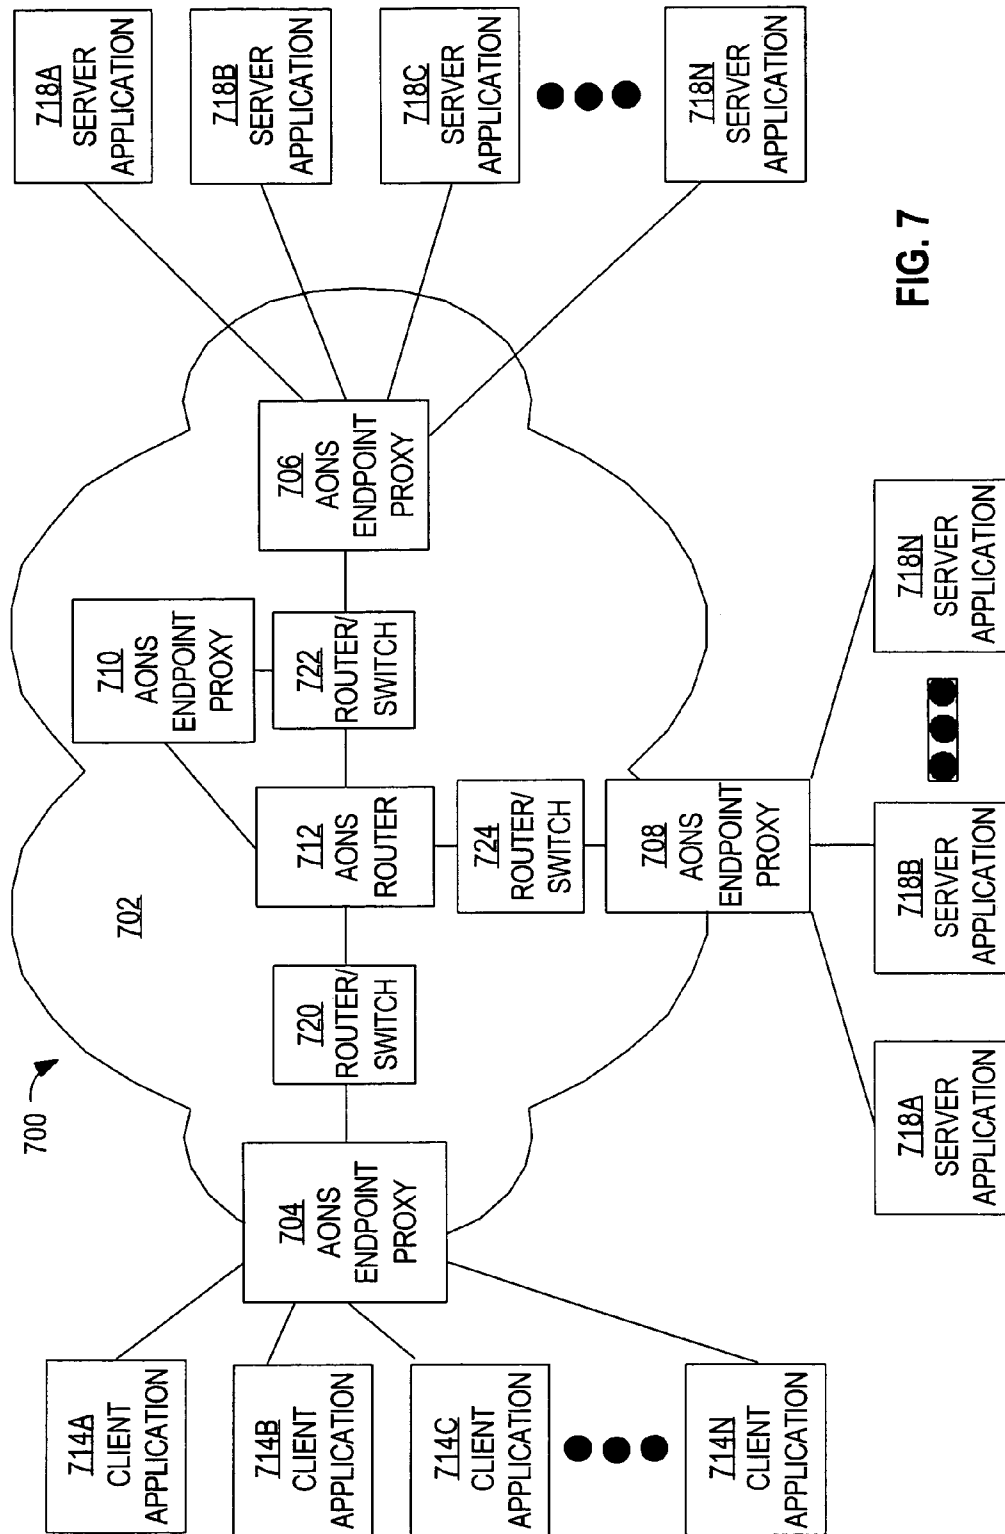 700
702
714A
CLIENT
APPLICATION
714B
CLIENT
APPLICATION
714C
CLIENT
APPLICATION
714N
CLIENT
APPLICATION
704
AONS
ENDPOINT
PROXY
720
ROUTER/
SWITCH
712
AONS
ROUTER
710
AONS
ENDPOINT
PROXY
722
ROUTER/
SWITCH
706
AONS
ENDPOINT
PROXY
724
ROUTER/
SWITCH
708
AONS
ENDPOINT
PROXY
718A
SERVER
APPLICATION
718B
SERVER
APPLICATION
718C
SERVER
APPLICATION
718N
SERVER
APPLICATION
718A
SERVER
APPLICATION
718B
SERVER
APPLICATION
718N
SERVER
APPLICATION
FIG. 7